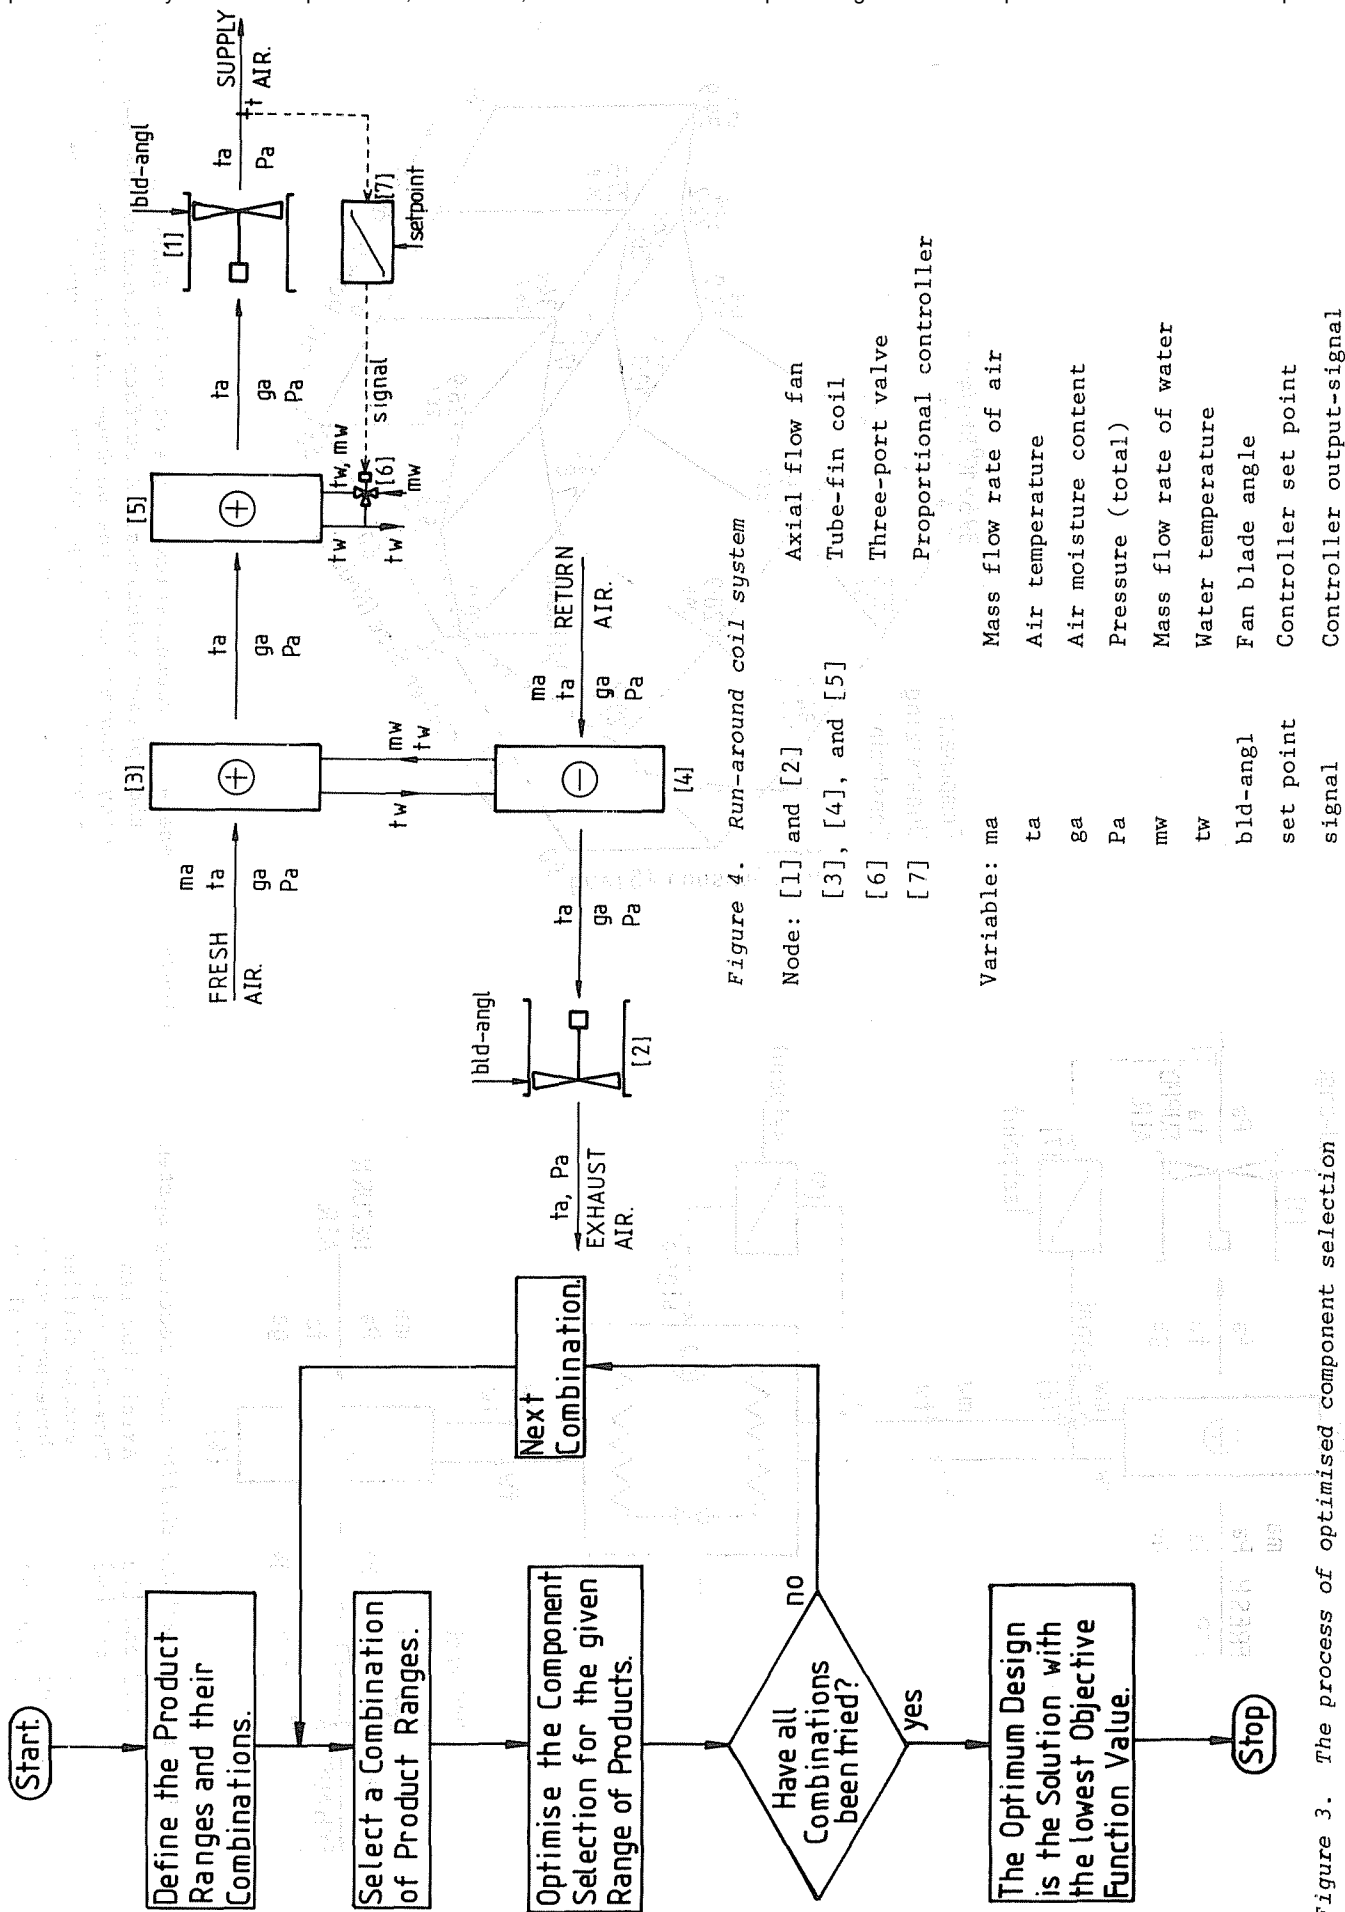 Start.
Define the Product
Ranges and their
Combinations.
Select a Combination
of Product Ranges.
Optimise the Component
Selection for the given
Range of Products.
Have all
Combinations
been tried?
no
yes
Next
Combination.
The Optimum Design
is the Solution with
the lowest Objective
Function Value.
Stop
Figure 3. The process of optimised component selection
FRESH
AIR.
ma
ta
ga
Pa
[3]
ta
ga
Pa
[5]
ta
ga
Pa
[1]
bld-angl
ta
Pa
SUPPLY
AIR.
t
[7]
setpoint
signal
tw, mw
[6]
mw
tw
tw
tw
mw
tw
[4]
RETURN
AIR.
ma
ta
ga
Pa
ta
ga
Pa
bld-angl
[2]
ta, Pa
EXHAUST
AIR.
Figure 4. Run-around coil system
Node: [1] and [2] Axial flow fan
[3], [4], and [5] Tube-fin coil
[6] Three-port valve
[7] Proportional controller
Variable: ma Mass flow rate of air
ta Air temperature
ga Air moisture content
Pa Pressure (total)
mw Mass flow rate of water
tw Water temperature
bld-angl Fan blade angle
set point Controller set point
signal Controller output-signal